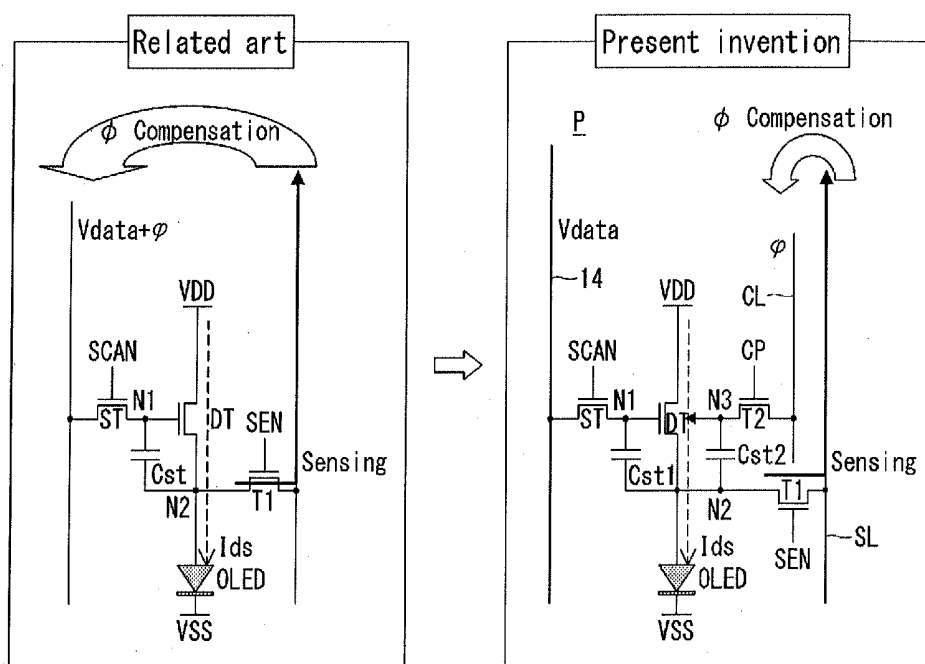 Related art
ϕ Compensation
Vdata+φ
VDD
SCAN
N1
ST
DT
SEN
Cst
Sensing
T1
N2
Ids
OLED
VSS
Present invention
P
ϕ Compensation
Vdata
φ
14
VDD
CL
SCAN
CP
N1
N3
ST
DT
T2
Cst1
Cst2
Sensing
T1
N2
SEN
SL
Ids
OLED
VSS